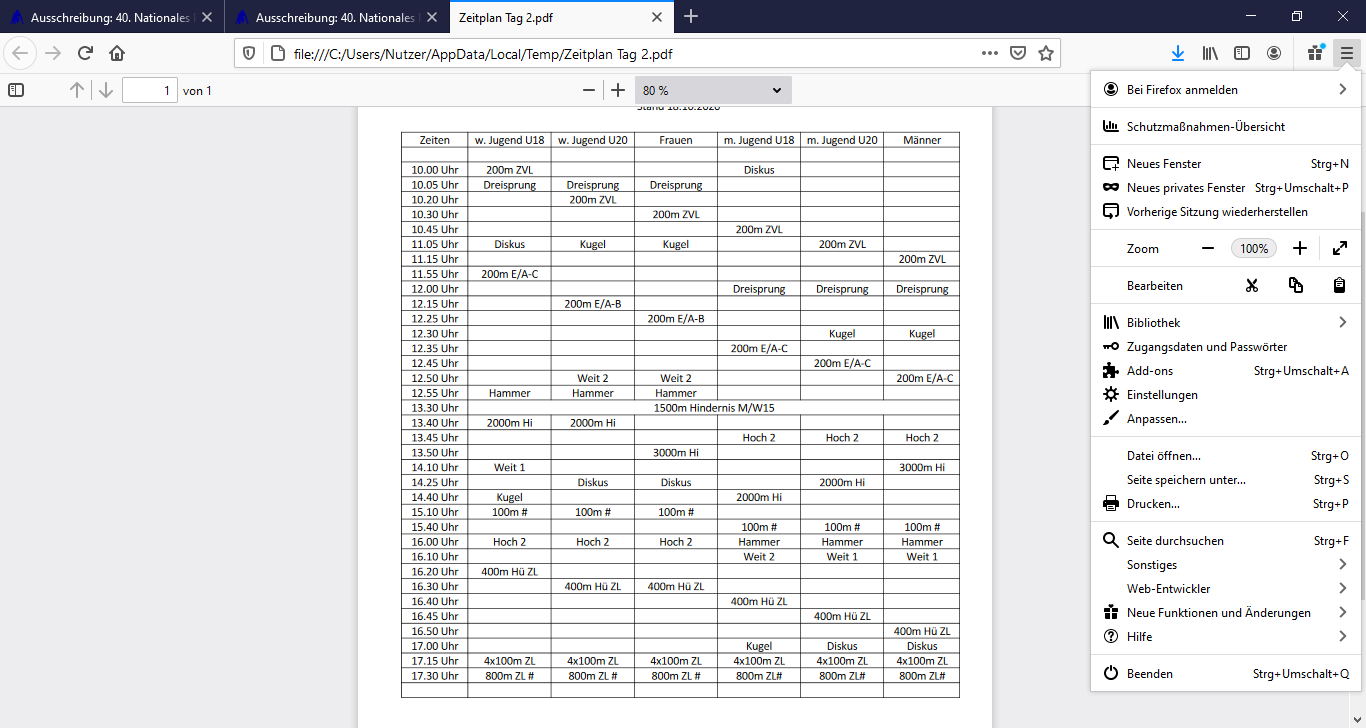 Ausschreibung: 40. Nationales
Ausschreibung: 40. Nationales
Zeitplan Tag 2.pdf
file:///C:/Users/Nutzer/AppData/Local/Temp/Zeitplan Tag 2.pdf
1 von 1
80 %
Stand 18.10.2020
Zeiten w. Jugend U18 w. Jugend U20 Frauen m. Jugend U18 m. Jugend U20 Männer
10.00 Uhr 200m ZVL Diskus
10.05 Uhr Dreisprung Dreisprung Dreisprung
10.20 Uhr 200m ZVL
10.30 Uhr 200m ZVL
10.45 Uhr 200m ZVL
11.05 Uhr Diskus Kugel Kugel 200m ZVL
11.15 Uhr 200m ZVL
11.55 Uhr 200m E/A-C
12.00 Uhr Dreisprung Dreisprung Dreisprung
12.15 Uhr 200m E/A-B
12.25 Uhr 200m E/A-B
12.30 Uhr Kugel Kugel
12.35 Uhr 200m E/A-C
12.45 Uhr 200m E/A-C
12.50 Uhr Weit 2 Weit 2 200m E/A-C
12.55 Uhr Hammer Hammer Hammer
13.30 Uhr 1500m Hindernis M/W15
13.40 Uhr 2000m Hi 2000m Hi
13.45 Uhr Hoch 2 Hoch 2 Hoch 2
13.50 Uhr 3000m Hi
14.10 Uhr Weit 1 3000m Hi
14.25 Uhr Diskus Diskus 2000m Hi
14.40 Uhr Kugel 2000m Hi
15.10 Uhr 100m # 100m # 100m #
15.40 Uhr 100m # 100m # 100m #
16.00 Uhr Hoch 2 Hoch 2 Hoch 2 Hammer Hammer Hammer
16.10 Uhr Weit 2 Weit 1 Weit 1
16.20 Uhr 400m Hü ZL
16.30 Uhr 400m Hü ZL 400m Hü ZL
16.40 Uhr 400m Hü ZL
16.45 Uhr 400m Hü ZL
16.50 Uhr 400m Hü ZL
17.00 Uhr Kugel Diskus Diskus
17.15 Uhr 4x100m ZL 4x100m ZL 4x100m ZL 4x100m ZL 4x100m ZL 4x100m ZL
17.30 Uhr 800m ZL # 800m ZL # 800m ZL # 800m ZL# 800m ZL# 800m ZL#
Bei Firefox anmelden
Schutzmaßnahmen-Übersicht
Neues Fenster Strg+N
Neues privates Fenster Strg+Umschalt+P
Vorherige Sitzung wiederherstellen
Zoom 100%
Bearbeiten
Bibliothek
Zugangsdaten und Passwörter
Add-ons Strg+Umschalt+A
Einstellungen
Anpassen...
Datei öffnen... Strg+O
Seite speichern unter... Strg+S
Drucken... Strg+P
Seite durchsuchen Strg+F
Sonstiges
Web-Entwickler
Neue Funktionen und Änderungen
Hilfe
Beenden Strg+Umschalt+Q